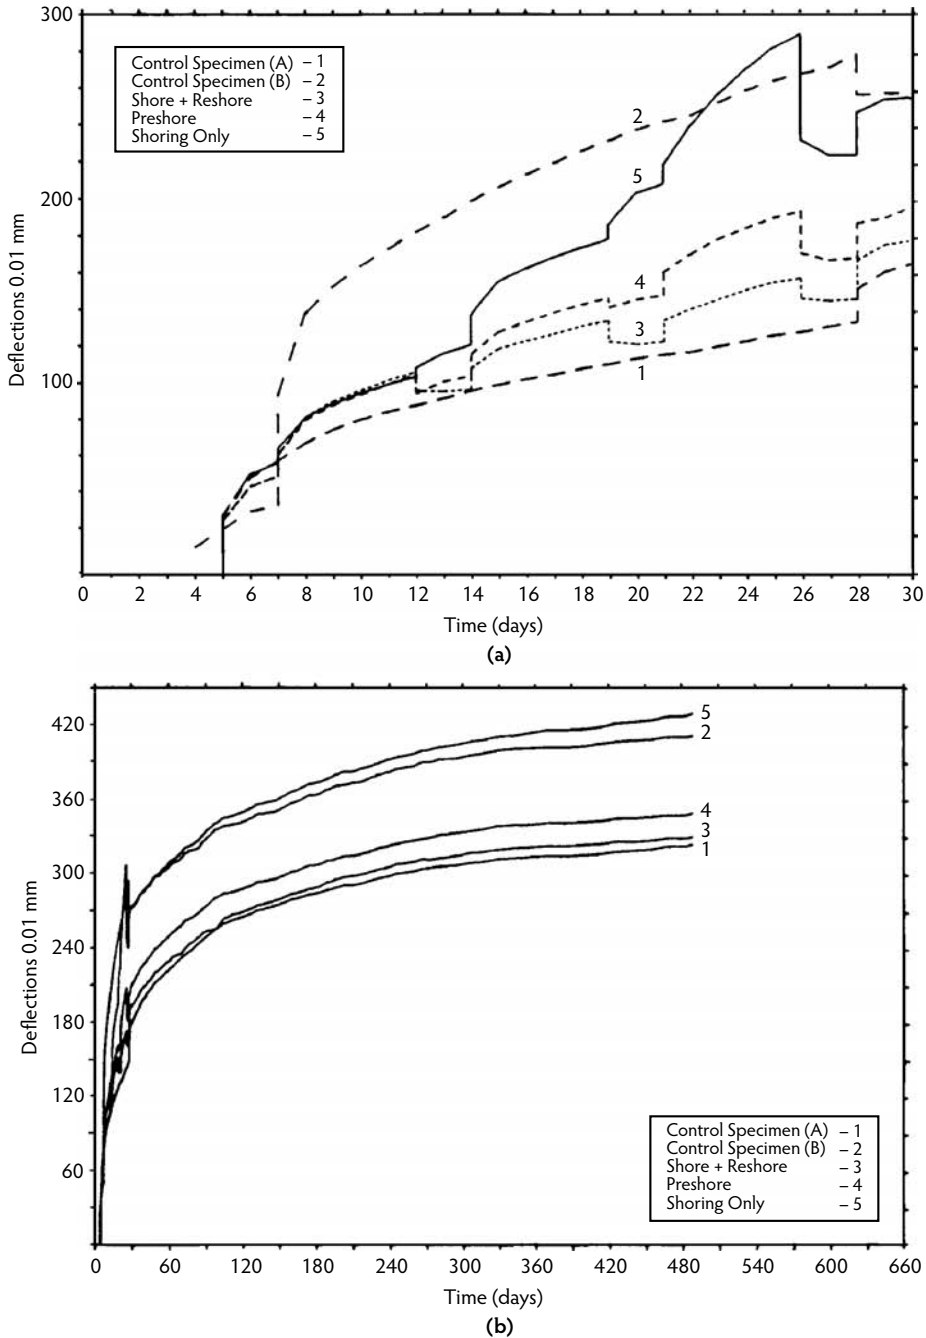 300
Control Specimen (A) – 1
Control Specimen (B) – 2
Shore + Reshore – 3
Preshore – 4
Shoring Only – 5
2
5
200
4
3
1
100
Deflections 0.01 mm
0 2 4 6 8 10 12 14 16 18 20 22 24 26 28 30
Time (days)
(a)
420
5
2
360
4
3
1
300
240
180
120
60
Deflections 0.01 mm
Control Specimen (A) – 1
Control Specimen (B) – 2
Shore + Reshore – 3
Preshore – 4
Shoring Only – 5
0 60 120 180 240 300 360 420 480 540 600 660
Time (days)
(b)